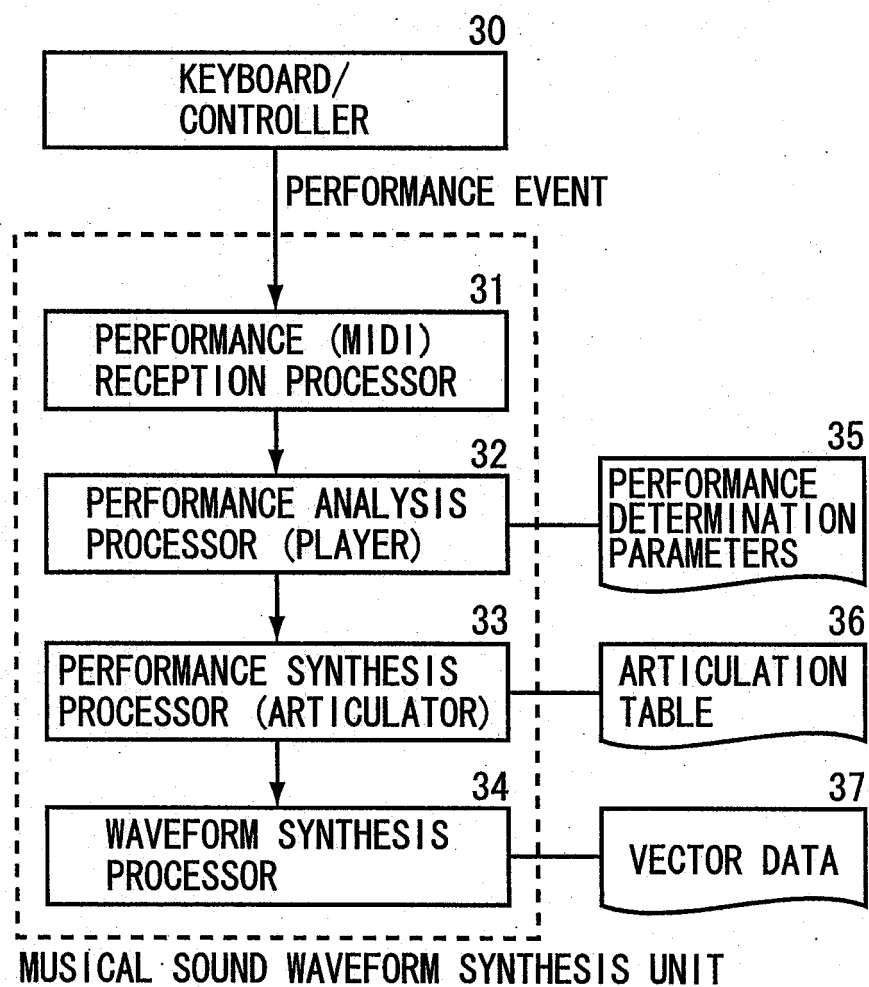 30
KEYBOARD/
CONTROLLER
PERFORMANCE EVENT
31
PERFORMANCE (MIDI)
RECEPTION PROCESSOR
32
PERFORMANCE ANALYSIS
PROCESSOR (PLAYER)
35
PERFORMANCE
DETERMINATION
PARAMETERS
33
PERFORMANCE SYNTHESIS
PROCESSOR (ARTICULATOR)
36
ARTICULATION
TABLE
34
WAVEFORM SYNTHESIS
PROCESSOR
37
VECTOR DATA
MUSICAL SOUND WAVEFORM SYNTHESIS UNIT